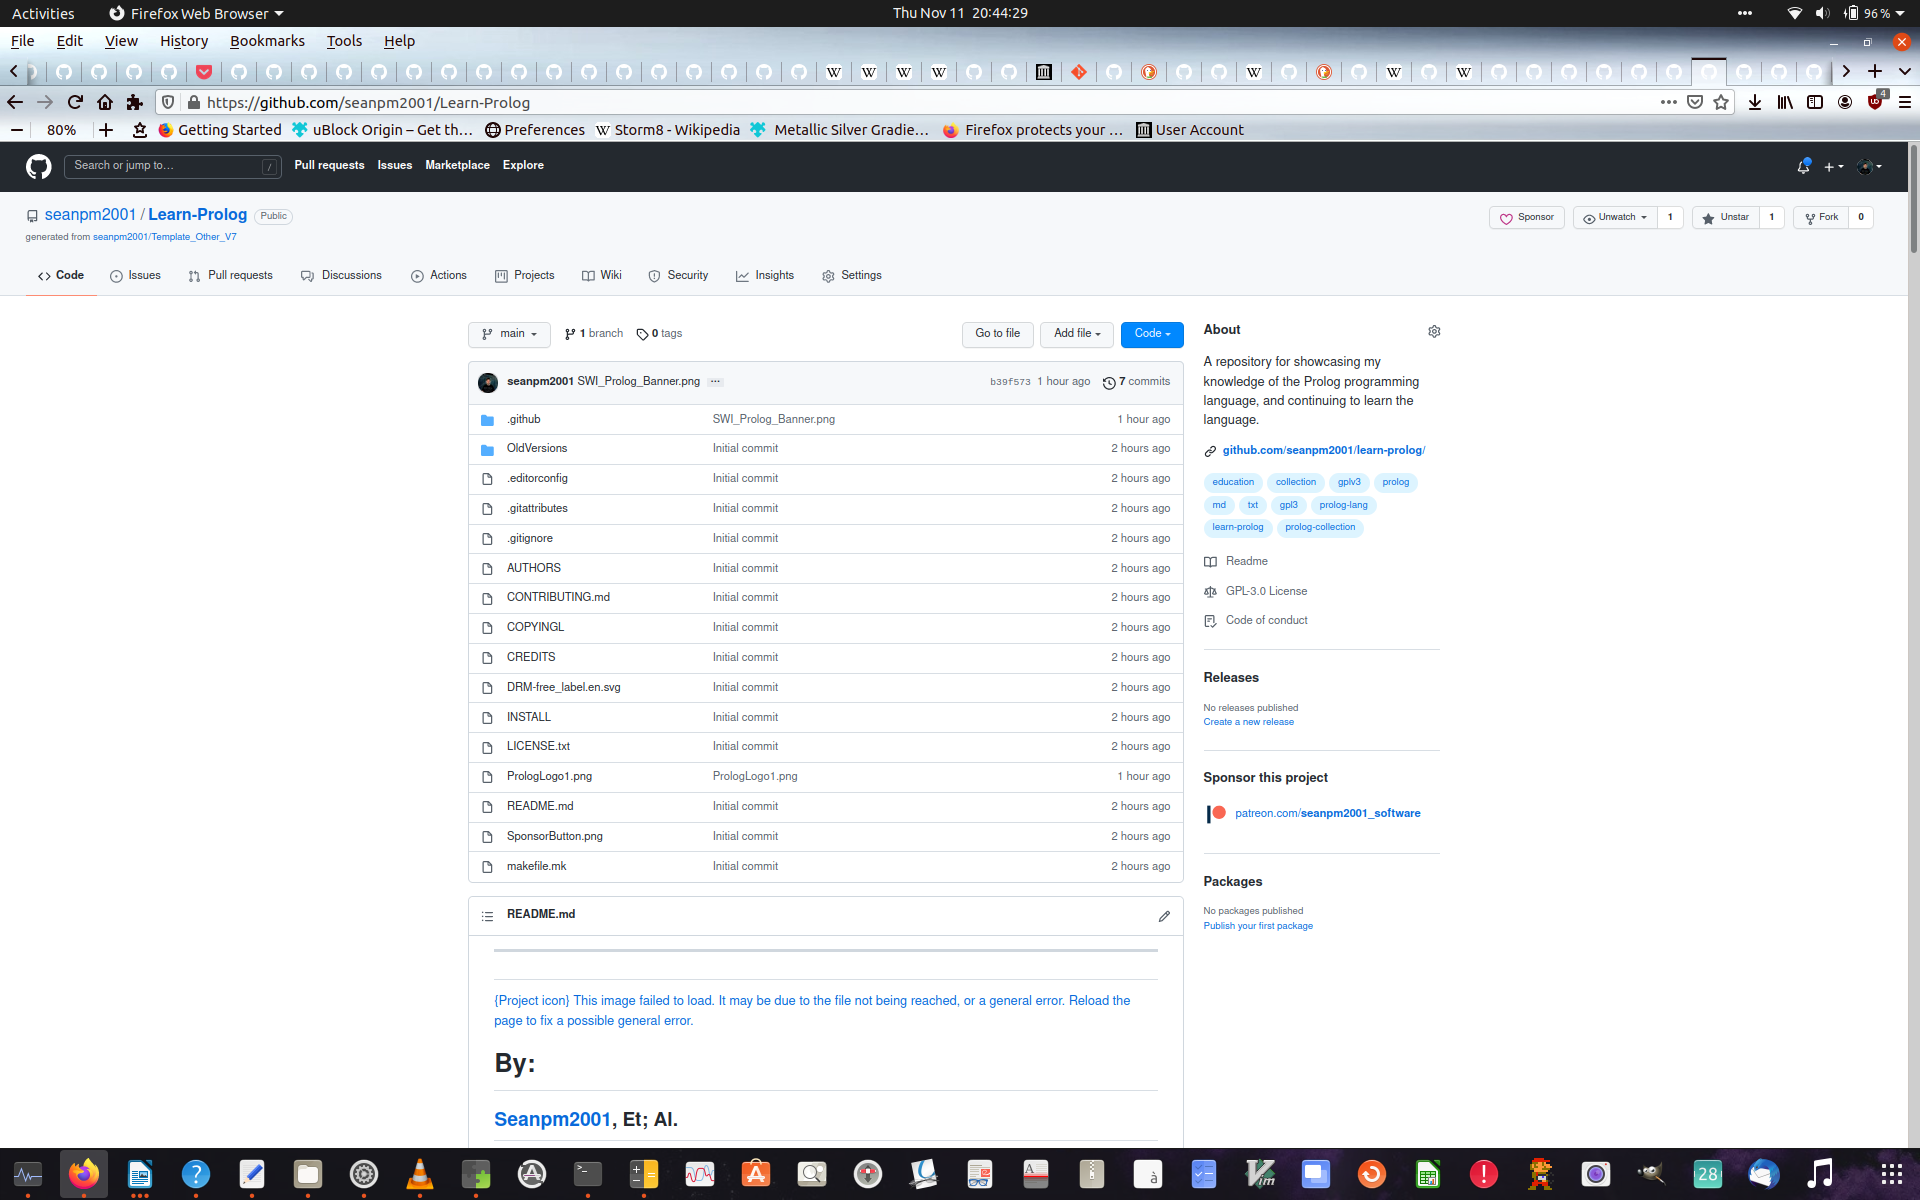 Activities Firefox Web Browser Thu Nov 11 20:44:29 96 %
File Edit View History Bookmarks Tools Help
https://github.com/seanpm2001/Learn-Prolog 4
80% Getting Started uBlock Origin – Get th… Preferences Storm8 - Wikipedia Metallic Silver Gradie… Firefox protects your … User Account
Search or jump to… / Pull requests Issues Marketplace Explore
seanpm2001 / Learn-Prolog Public Sponsor Unwatch 1 Unstar 1 Fork 0
generated from seanpm2001/Template_Other_V7
Code Issues Pull requests Discussions Actions Projects Wiki Security Insights Settings
main 1 branch 0 tags Go to file Add file Code
seanpm2001 SWI_Prolog_Banner.png ... b39f573 1 hour ago 7 commits
.github SWI_Prolog_Banner.png 1 hour ago
OldVersions Initial commit 2 hours ago
.editorconfig Initial commit 2 hours ago
.gitattributes Initial commit 2 hours ago
.gitignore Initial commit 2 hours ago
AUTHORS Initial commit 2 hours ago
CONTRIBUTING.md Initial commit 2 hours ago
COPYINGL Initial commit 2 hours ago
CREDITS Initial commit 2 hours ago
DRM-free_label.en.svg Initial commit 2 hours ago
INSTALL Initial commit 2 hours ago
LICENSE.txt Initial commit 2 hours ago
PrologLogo1.png PrologLogo1.png 1 hour ago
README.md Initial commit 2 hours ago
SponsorButton.png Initial commit 2 hours ago
makefile.mk Initial commit 2 hours ago
README.md
{Project icon} This image failed to load. It may be due to the file not being reached, or a general error. Reload the
page to fix a possible general error.
By:
Seanpm2001, Et; Al.
About
A repository for showcasing my
knowledge of the Prolog programming
language, and continuing to learn the
language.
github.com/seanpm2001/learn-prolog/
education collection gplv3 prolog
md txt gpl3 prolog-lang
learn-prolog prolog-collection
Readme
GPL-3.0 License
Code of conduct
Releases
No releases published
Create a new release
Sponsor this project
patreon.com/seanpm2001_software
Packages
No packages published
Publish your first package
28